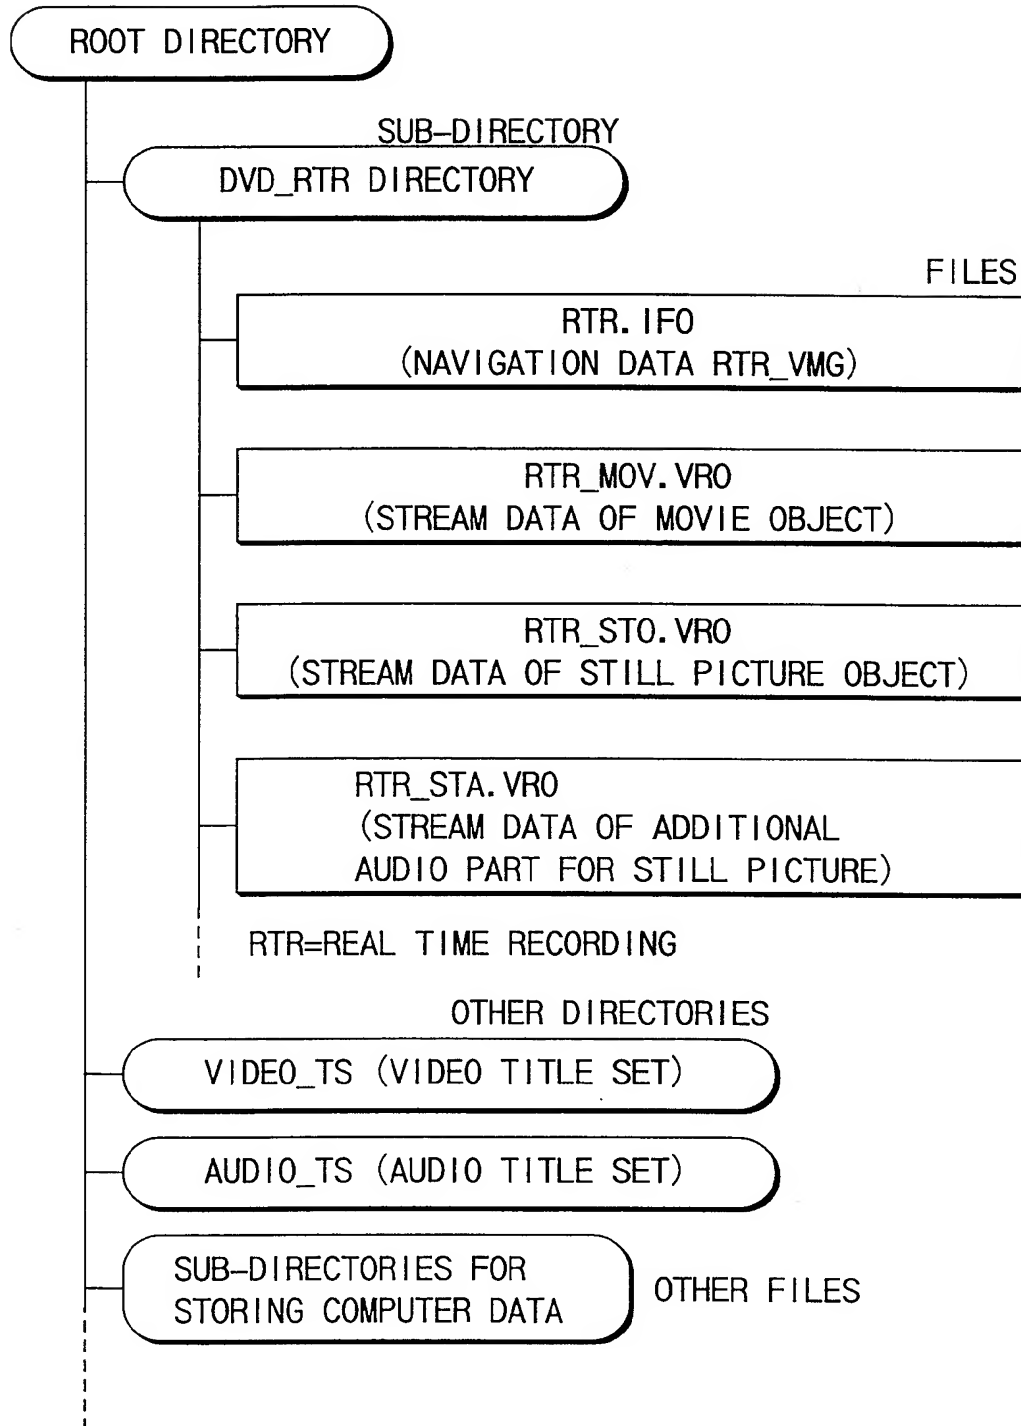 ROOT DIRECTORY
SUB-DIRECTORY
DVD_RTR DIRECTORY
FILES
RTR.IFO
(NAVIGATION DATA RTR_VMG)
RTR_MOV.VRO
(STREAM DATA OF MOVIE OBJECT)
RTR_STO.VRO
(STREAM DATA OF STILL PICTURE OBJECT)
RTR_STA.VRO
(STREAM DATA OF ADDITIONAL
AUDIO PART FOR STILL PICTURE)
RTR=REAL TIME RECORDING
OTHER DIRECTORIES
VIDEO_TS (VIDEO TITLE SET)
AUDIO_TS (AUDIO TITLE SET)
SUB-DIRECTORIES FOR
STORING COMPUTER DATA
OTHER FILES